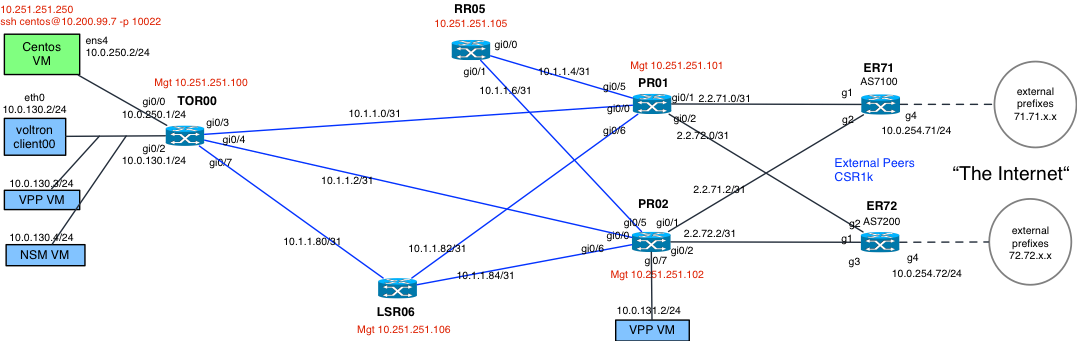 10.251.251.250
ssh centos@10.200.99.7 -p 10022
Centos
VM
ens4
10.0.250.2/24
eth0
10.0.130.2/24
voltron
client00
10.0.130.3/24
VPP VM
10.0.130.4/24
NSM VM
Mgt 10.251.251.100
gi0/0
TOR00
10.0.250.1/24
gi0/3
gi0/4
gi0/2
10.0.130.1/24
gi0/7
RR05
10.251.251.105
gi0/0
gi0/1
10.1.1.4/31
10.1.1.6/31
10.1.1.0/31
10.1.1.2/31
10.1.1.80/31
10.1.1.82/31
10.1.1.84/31
LSR06
Mgt 10.251.251.106
Mgt 10.251.251.101
PR01
gi0/5
gi0/0
gi0/1
gi0/2
gi0/6
2.2.71.0/31
2.2.72.0/31
2.2.71.2/31
2.2.72.2/31
PR02
gi0/5
gi0/1
gi0/0
gi0/6
gi0/2
gi0/7
Mgt 10.251.251.102
10.0.131.2/24
VPP VM
ER71
AS7100
g1
g2
g4
10.0.254.71/24
External Peers
CSR1k
ER72
AS7200
g2
g1
g3
g4
10.0.254.72/24
external
prefixes
71.71.x.x
“The Internet“
external
prefixes
72.72.x.x